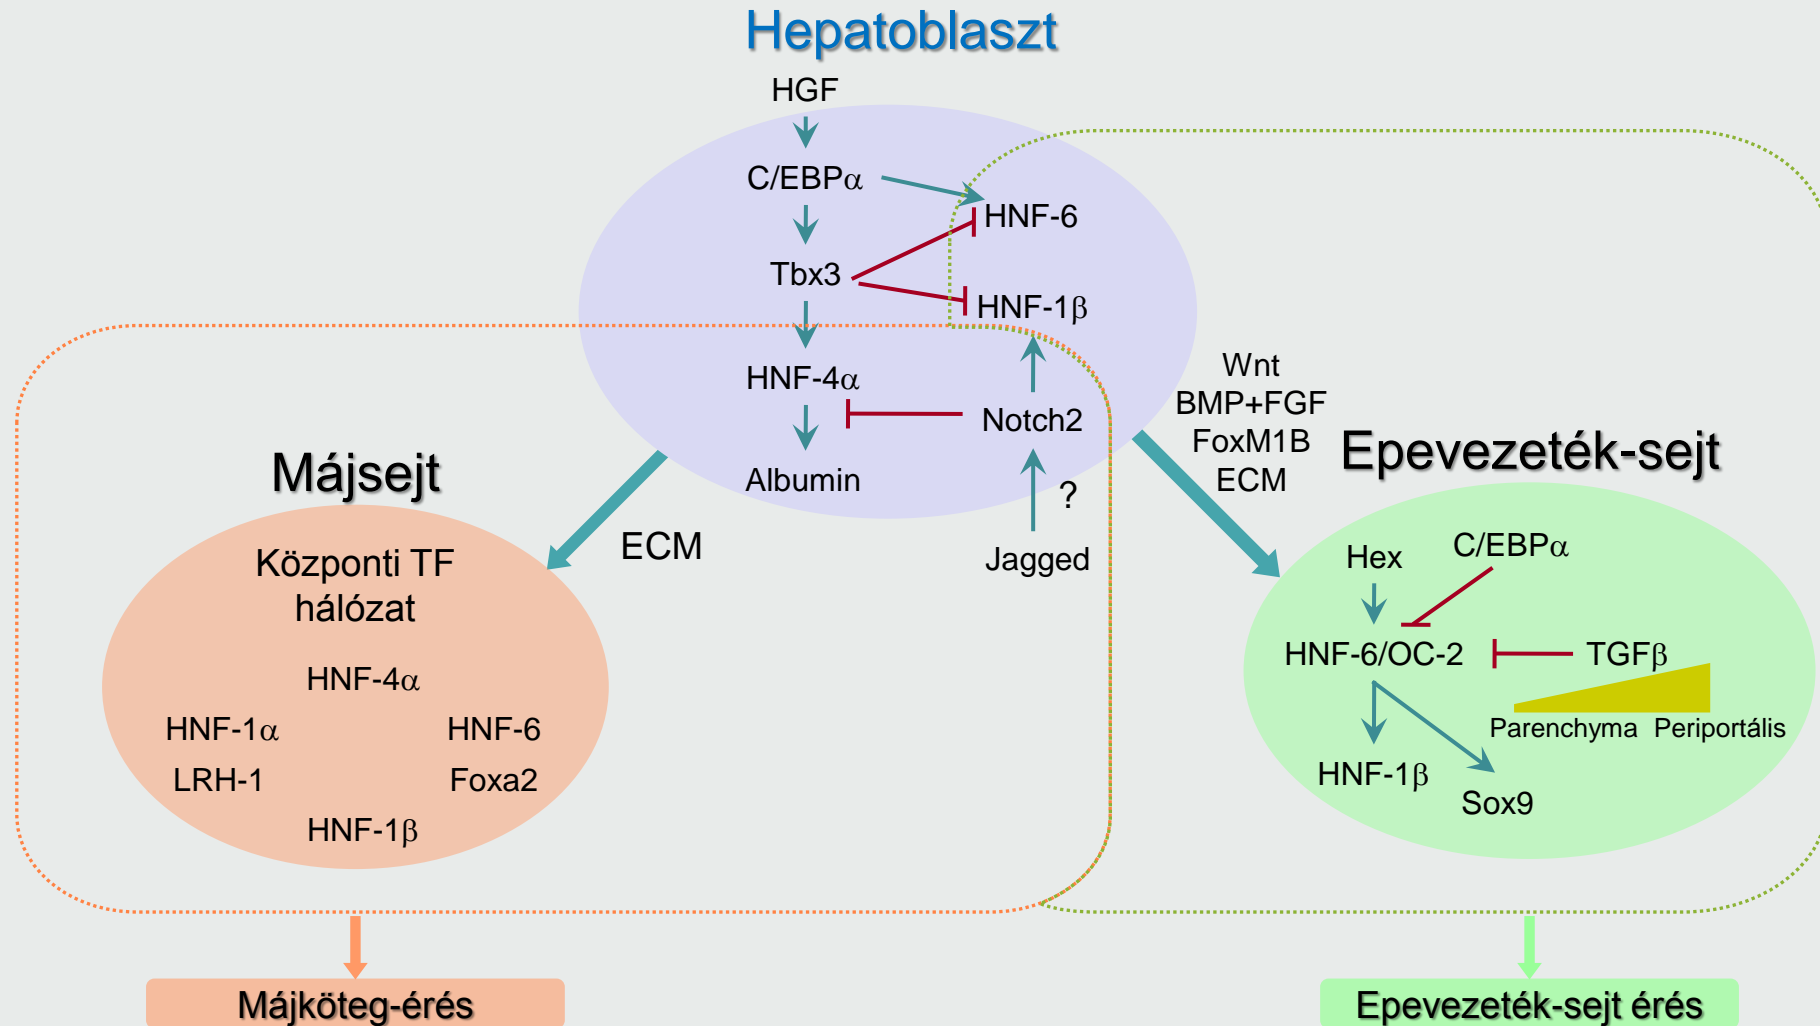 Hepatoblaszt
HGF
C/EBPα
HNF-6
Tbx3
HNF-1β
HNF-4α
Notch2
Albumin
?
Jagged
Wnt
BMP+FGF
FoxM1B
ECM
ECM
Májsejt
Központi TF
hálózat
HNF-4α
HNF-1α
HNF-6
LRH-1
Foxa2
HNF-1β
Epevezeték-sejt
Hex
C/EBPα
HNF-6/OC-2
TGFβ
Parenchyma Periportális
HNF-1β
Sox9
Májköteg-érés
Epevezeték-sejt érés